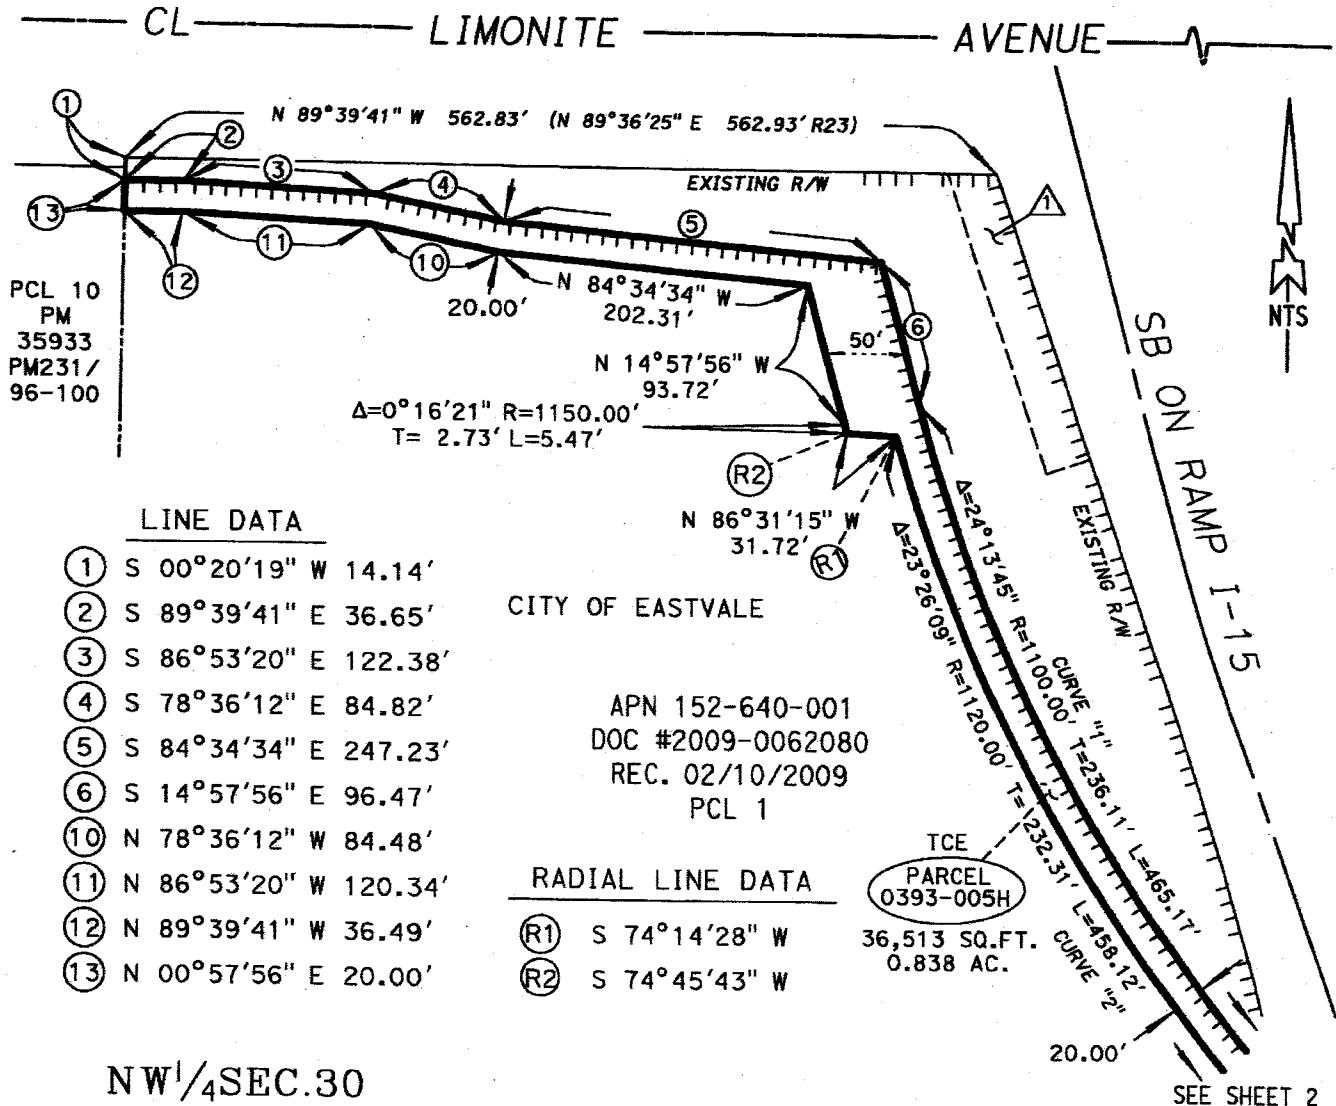 CL LIMONITE AVENUE
N 89°39'41" W 562.83' (N 89°36'25" E 562.93' R23)
1
2
3
4
5
6
10
11
12
13
EXISTING R/W
1
NTS
PCL 10
PM
35933
PM231/
96-100
20.00'
N 84°34'34" W
202.31'
50'
N 14°57'56" W
93.72'
Δ=0°16'21" R=1150.00'
T= 2.73' L=5.47'
R2
N 86°31'15" W
31.72'
R1
SB ON RAMP I-15
EXISTING R/W
Δ=24°13'45" R=1100.00' T=236.11' L=465.17'
CURVE "1"
Δ=23°26'09" R=1120.00' T=232.31' L=458.12'
CURVE "2"
LINE DATA
1 S 00°20'19" W 14.14'
2 S 89°39'41" E 36.65'
3 S 86°53'20" E 122.38'
4 S 78°36'12" E 84.82'
5 S 84°34'34" E 247.23'
6 S 14°57'56" E 96.47'
10 N 78°36'12" W 84.48'
11 N 86°53'20" W 120.34'
12 N 89°39'41" W 36.49'
13 N 00°57'56" E 20.00'
CITY OF EASTVALE
APN 152-640-001
DOC #2009-0062080
REC. 02/10/2009
PCL 1
RADIAL LINE DATA
R1 S 74°14'28" W
R2 S 74°45'43" W
TCE
PARCEL
0393-005H
36,513 SQ.FT.
0.838 AC.
20.00'
SEE SHEET 2
NW1/4SEC.30